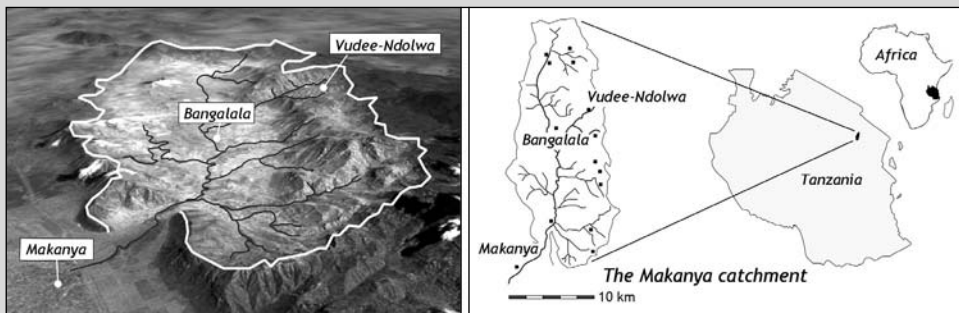 Vudee-Ndolwa
Bangalala
Makanya
Africa
Vudee-Ndolwa
Bangalala
Tanzania
Makanya
The Makanya catchment
10 km